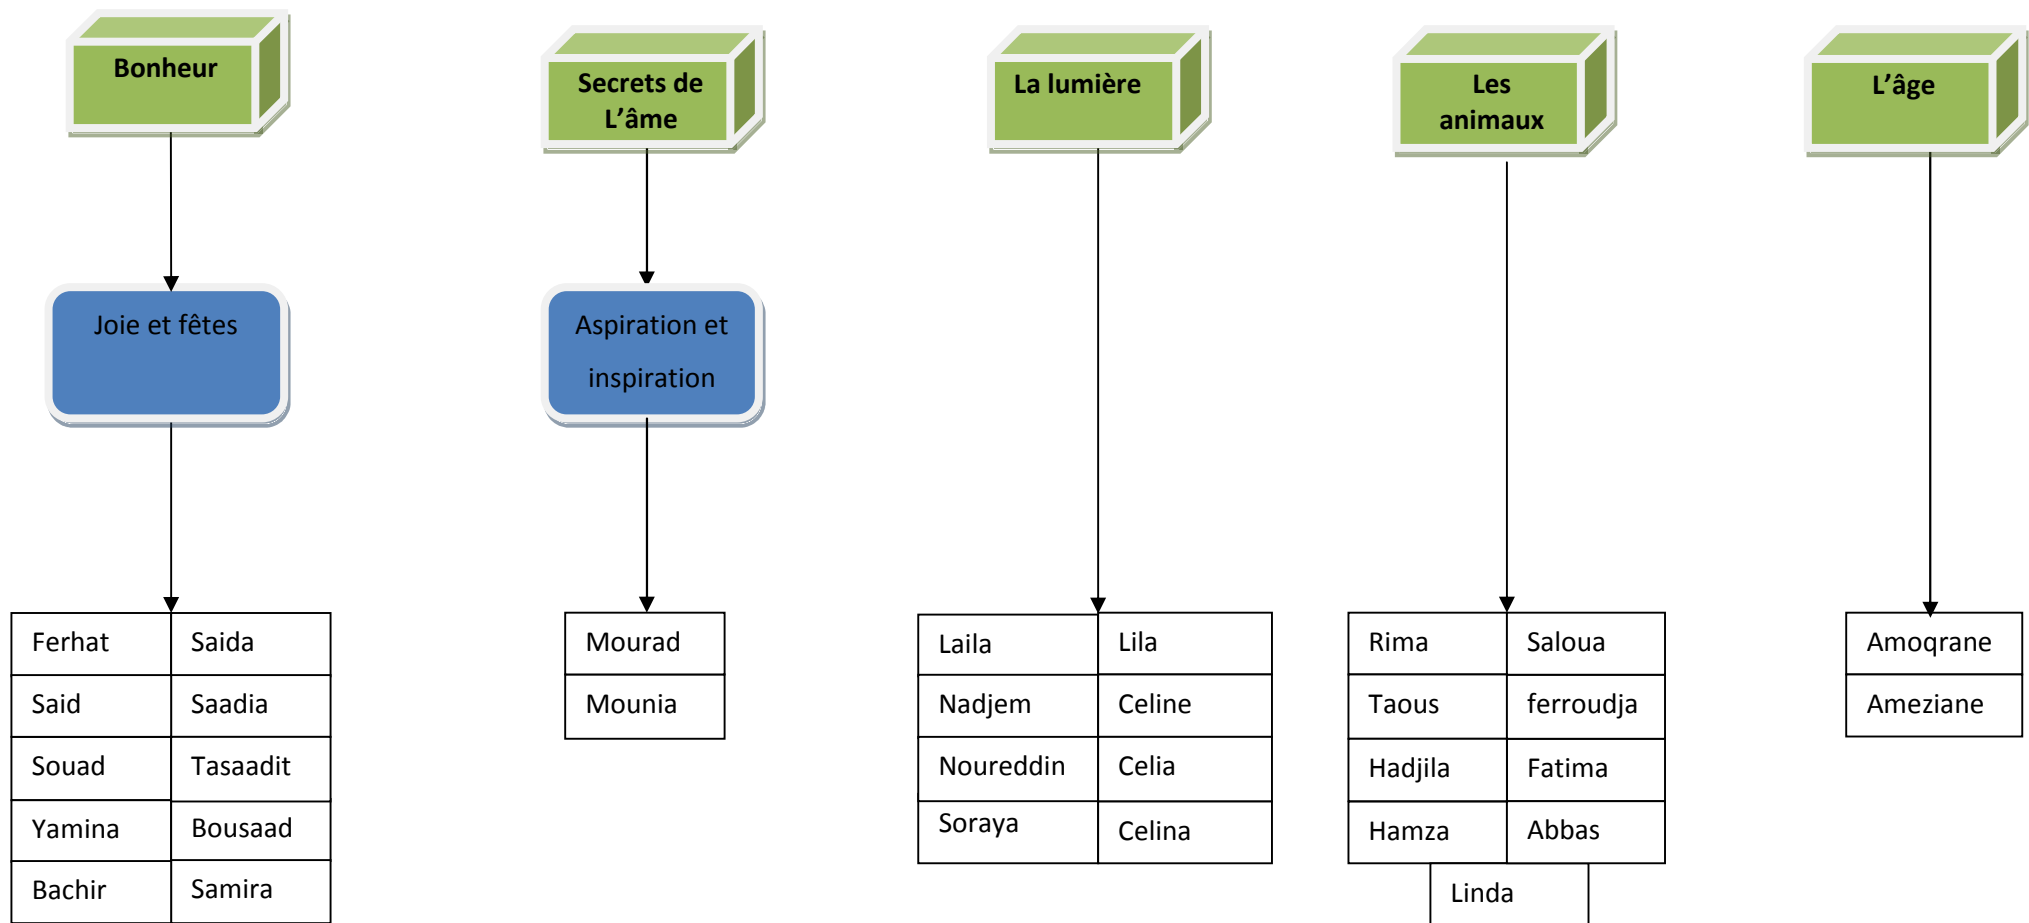 Bonheur
Secrets de
L’âme
La lumière
Les
animaux
L’âge
Joie et fêtes
Aspiration et
inspiration
Ferhat
Saida
Said
Saadia
Souad
Tasaadit
Yamina
Bousaad
Bachir
Samira
Mourad
Mounia
Laila
Lila
Nadjem
Celine
Noureddin
Celia
Soraya
Celina
Rima
Saloua
Taous
ferroudja
Hadjila
Fatima
Hamza
Abbas
Linda
Amoqrane
Ameziane